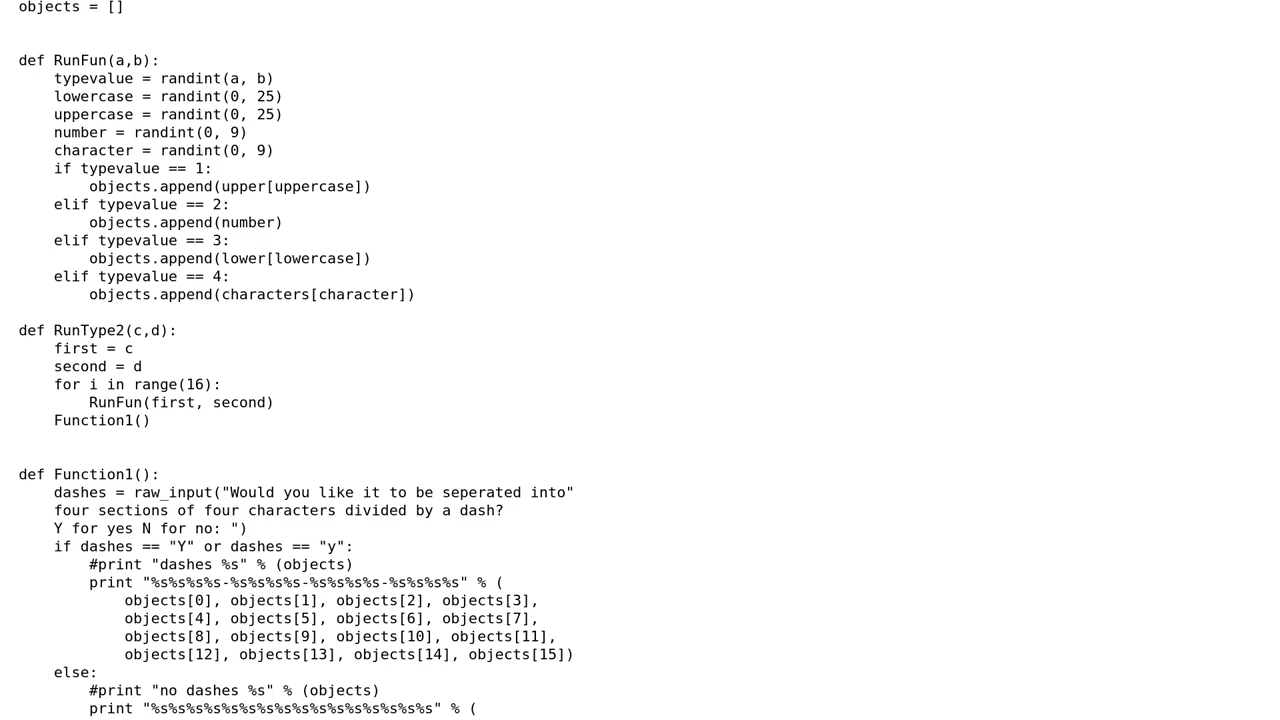 objects = []
def RunFun(a,b):
    typevalue = randint(a, b)
    lowercase = randint(0, 25)
    uppercase = randint(0, 25)
    number = randint(0, 9)
    character = randint(0, 9)
    if typevalue == 1:
        objects.append(upper[uppercase])
    elif typevalue == 2:
        objects.append(number)
    elif typevalue == 3:
        objects.append(lower[lowercase])
    elif typevalue == 4:
        objects.append(characters[character])
def RunType2(c,d):
    first = c
    second = d
    for i in range(16):
        RunFun(first, second)
    Function1()
def Function1():
    dashes = raw_input("Would you like it to be seperated into"
    four sections of four characters divided by a dash?
    Y for yes N for no: ")
    if dashes == "Y" or dashes == "y":
        #print "dashes %s" % (objects)
        print "%s%s%s%s-%s%s%s%s-%s%s%s%s-%s%s%s%s" % (
            objects[0], objects[1], objects[2], objects[3],
            objects[4], objects[5], objects[6], objects[7],
            objects[8], objects[9], objects[10], objects[11],
            objects[12], objects[13], objects[14], objects[15])
    else:
        #print "no dashes %s" % (objects)
        print "%s%s%s%s%s%s%s%s%s%s%s%s%s%s%s%s" % (